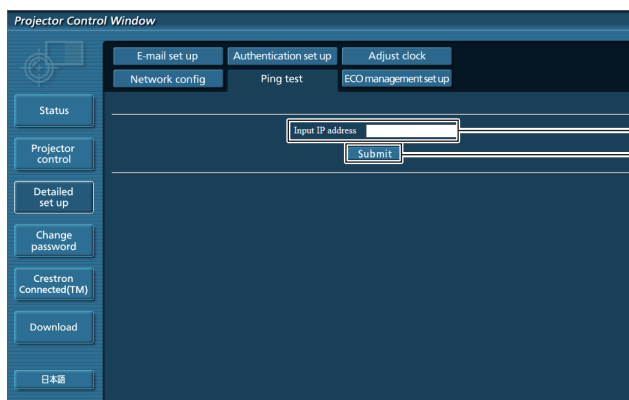 Projector Control Window
E-mail set up
Authentication set up
Adjust clock
Network config
Ping test
ECO management set up
Status
Projector
control
Detailed
set up
Change
password
Crestron
Connected(TM)
Download
日本語
Input IP address
Submit